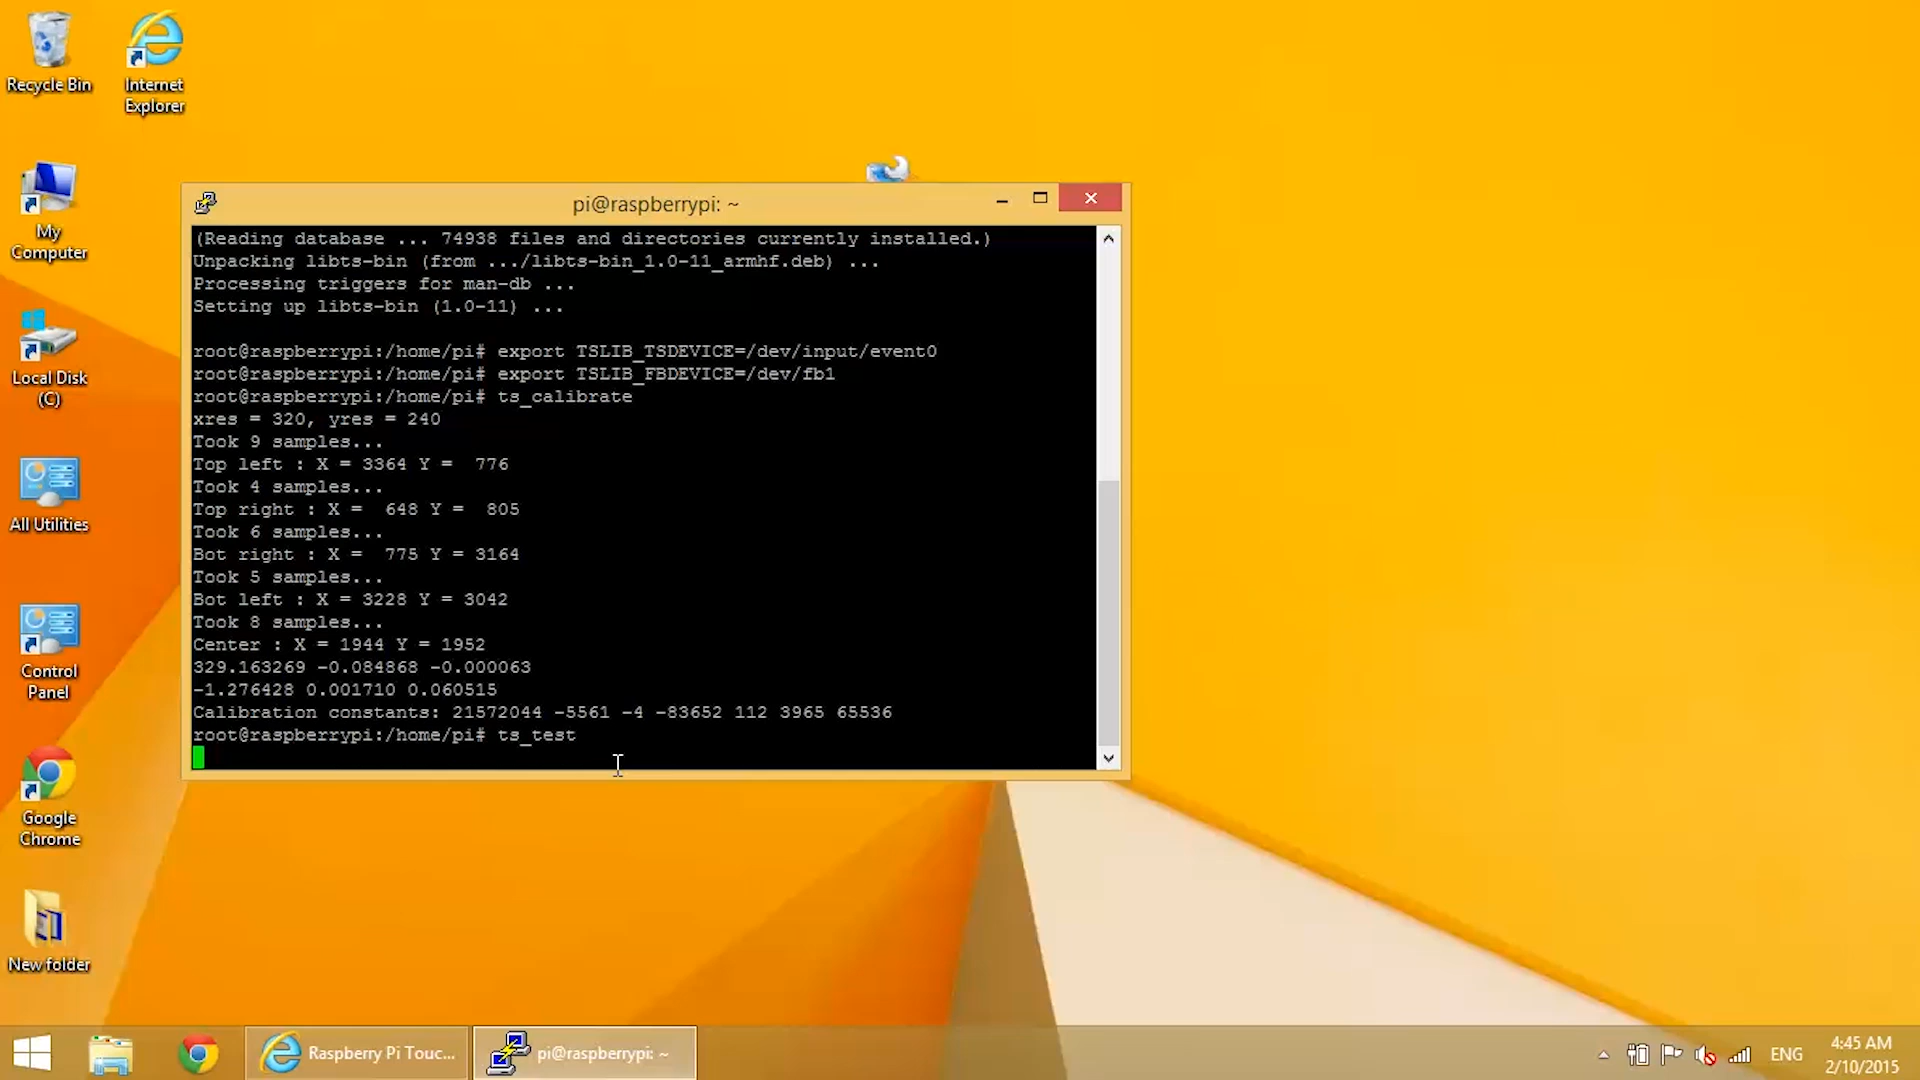 Recycle Bin
Internet
Explorer
My
Computer
Local Disk
(C)
All Utilities
Control
Panel
Google
Chrome
New folder
pi@raspberrypi: ~
(Reading database ... 74938 files and directories currently installed.)
Unpacking libts-bin (from .../libts-bin_1.0-11_armhf.deb) ...
Processing triggers for man-db ...
Setting up libts-bin (1.0-11) ...
root@raspberrypi:/home/pi# export TSLIB_TSDEVICE=/dev/input/event0
root@raspberrypi:/home/pi# export TSLIB_FBDEVICE=/dev/fb1
root@raspberrypi:/home/pi# ts_calibrate
xres = 320, yres = 240
Took 9 samples...
Top left : X = 3364 Y =  776
Took 4 samples...
Top right : X =  648 Y =  805
Took 6 samples...
Bot right : X =  775 Y = 3164
Took 5 samples...
Bot left : X = 3228 Y = 3042
Took 8 samples...
Center : X = 1944 Y = 1952
329.163269 -0.084868 -0.000063
-1.276428 0.001710 0.060515
Calibration constants: 21572044 -5561 -4 -83652 112 3965 65536
root@raspberrypi:/home/pi# ts_test
Raspberry Pi Touc...
pi@raspberrypi: ~
ENG
4:45 AM
2/10/2015